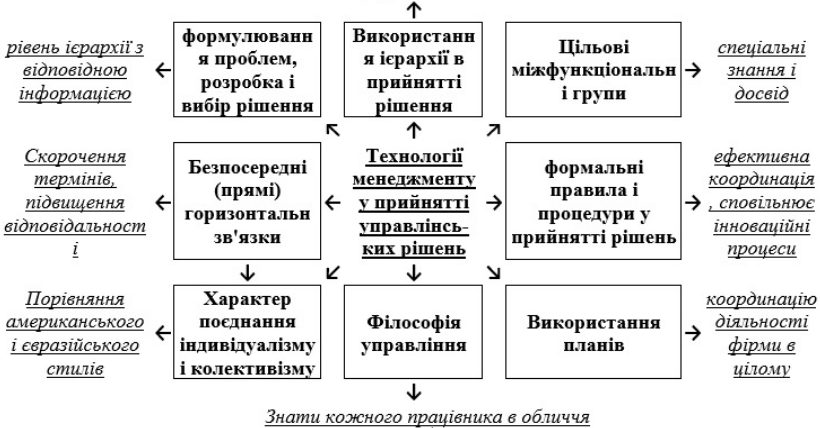 рівень ієрархії з
відповідною
інформацією
формулюванн
я проблем,
розробка і
вибір рішення
Використанн
я ієрархії в
прийнятті
рішення
Цільові
міжфункціональн
і групи
спеціальні
знання і
досвід
Скорочення
термінів,
підвищення
відповідальност
і
Безпосередні
(прямі)
горизонтальн
зв'язки
Технології
менеджменту
у прийнятті
управлінсь-
ких рішень
формальні
правила і
процедури у
прийнятті рішень
ефективна
координація
, сповільнює
інноваційні
процеси
Порівняння
американського
і євразійського
стилів
Характер
поєднання
індивідуалізму
і колективізму
Філософія
управління
Використання
планів
координацію
діяльності
фірми в
цілому
Знати кожного працівника в обличчя